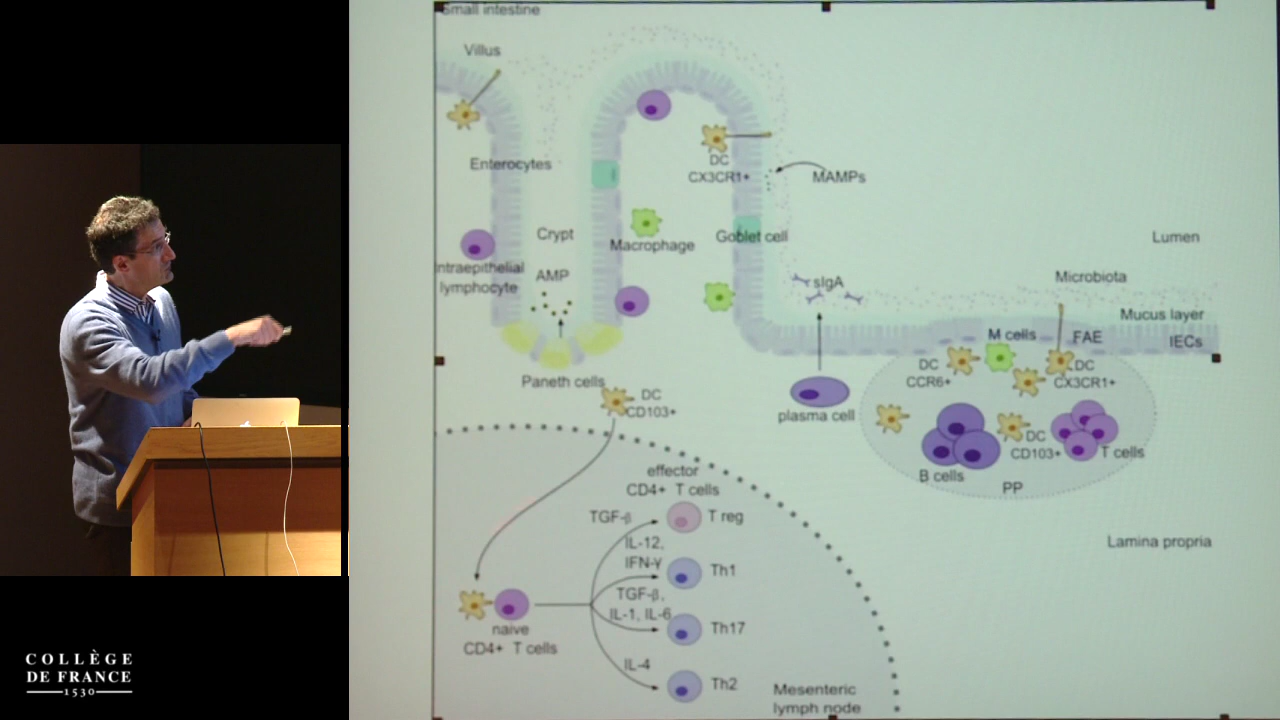 Small intestine
Villus
Enterocytes
DC
CX3CR1+
MAMPs
Crypt
Macrophage
Goblet cell
Lumen
Intraepithelial
lymphocyte
AMP
sIgA
Microbiota
Mucus layer
M cells
FAE
IECs
Paneth cells
DC
CD103+
plasma cell
DC
CCR6+
DC
CX3CR1+
DC
CD103+
T cells
B cells
PP
effector
CD4+ T cells
TGF-β
T reg
IL-12,
IFN-γ
Th1
TGF-β,
IL-1, IL-6
Th17
IL-4
Th2
naive
CD4+ T cells
Lamina propria
Mesenteric
lymph node
COLLÈGE
DE FRANCE
1530